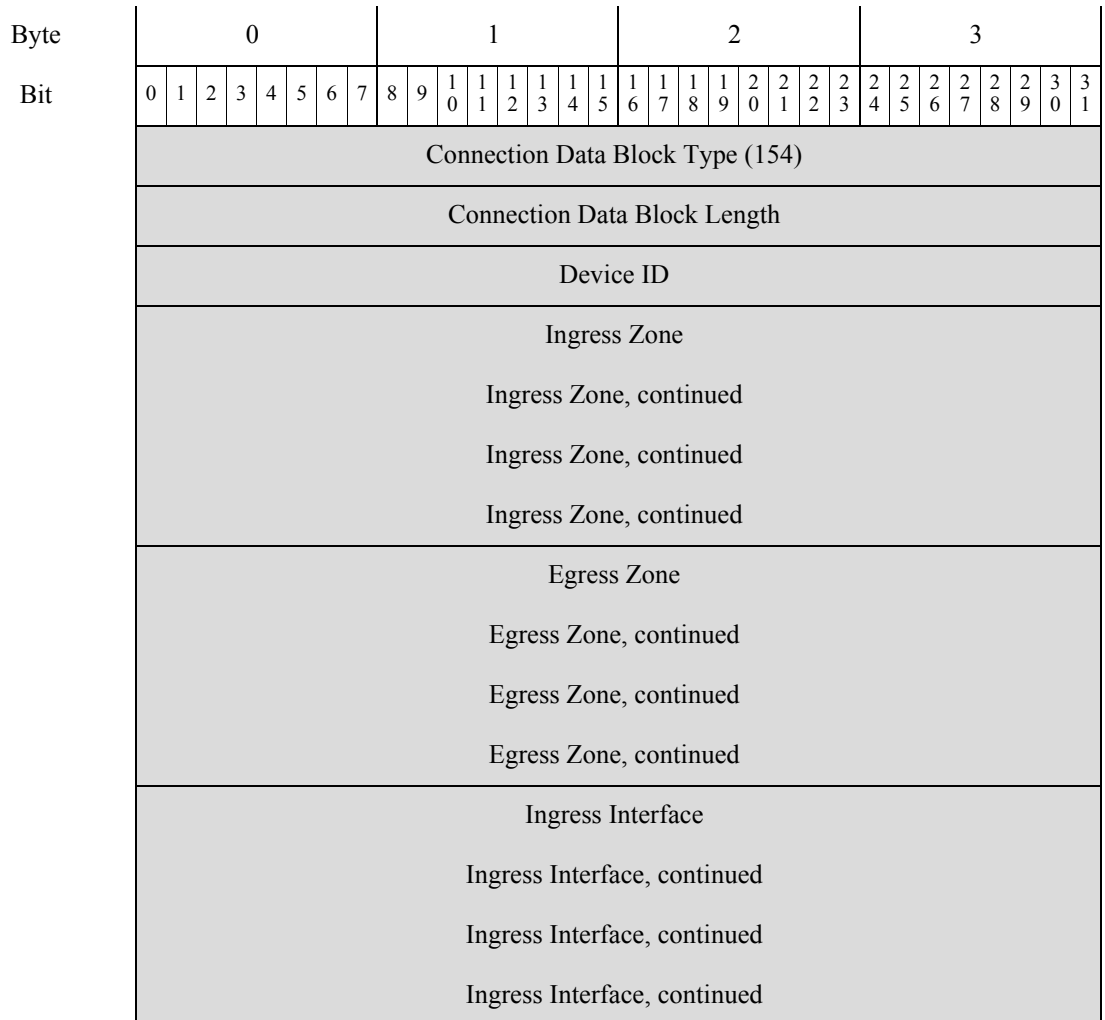 Byte 0 1 2 3
Bit 0 1 2 3 4 5 6 7 8 9 10 11 12 13 14 15 16 17 18 19 20 21 22 23 24 25 26 27 28 29 30 31
Connection Data Block Type (154)
Connection Data Block Length
Device ID
Ingress Zone
Ingress Zone, continued
Ingress Zone, continued
Ingress Zone, continued
Egress Zone
Egress Zone, continued
Egress Zone, continued
Egress Zone, continued
Ingress Interface
Ingress Interface, continued
Ingress Interface, continued
Ingress Interface, continued